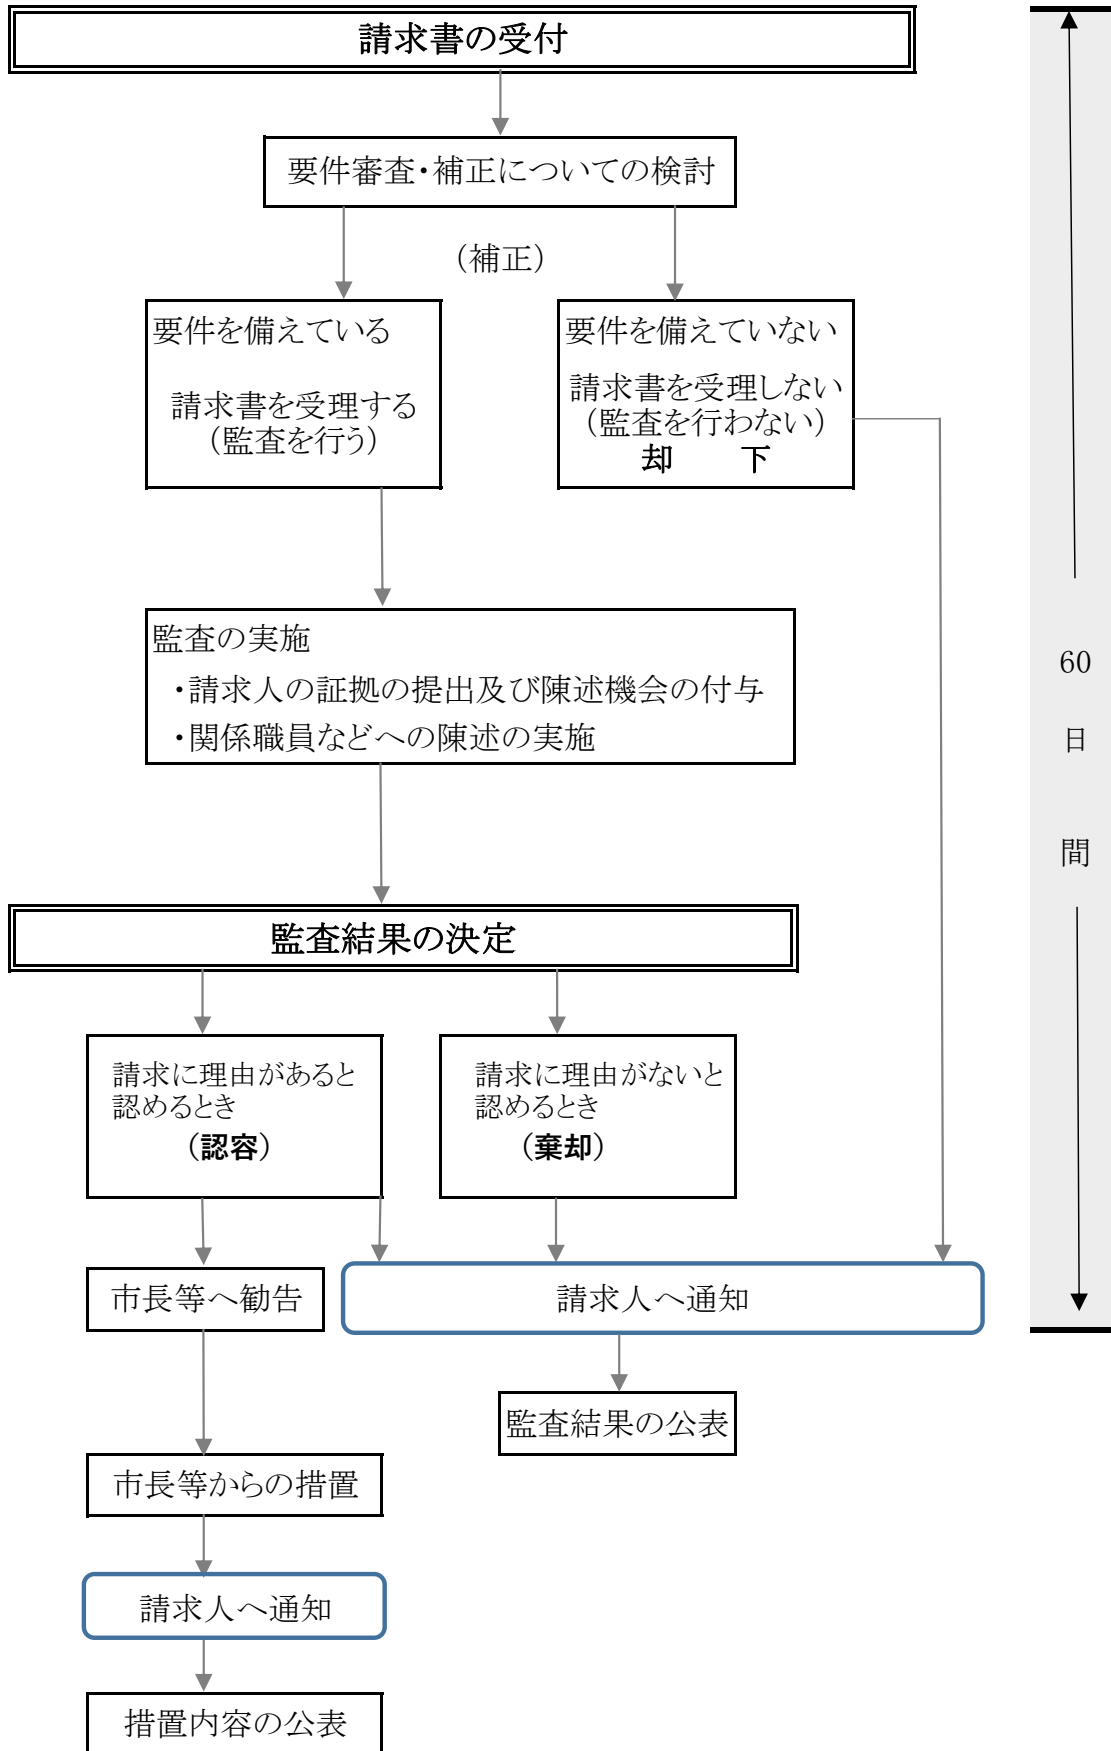 請求書の受付
要件審査・補正についての検討
（補正）
要件を備えている
請求書を受理する
（監査を行う）
要件を備えていない
請求書を受理しない
（監査を行わない）
却　　下
監査の実施
・請求人の証拠の提出及び陳述機会の付与
・関係職員などへの陳述の実施
60
日
間
監査結果の決定
請求に理由があると
認めるとき
（認容）
請求に理由がないと
認めるとき
（棄却）
市長等へ勧告
請求人へ通知
監査結果の公表
市長等からの措置
請求人へ通知
措置内容の公表